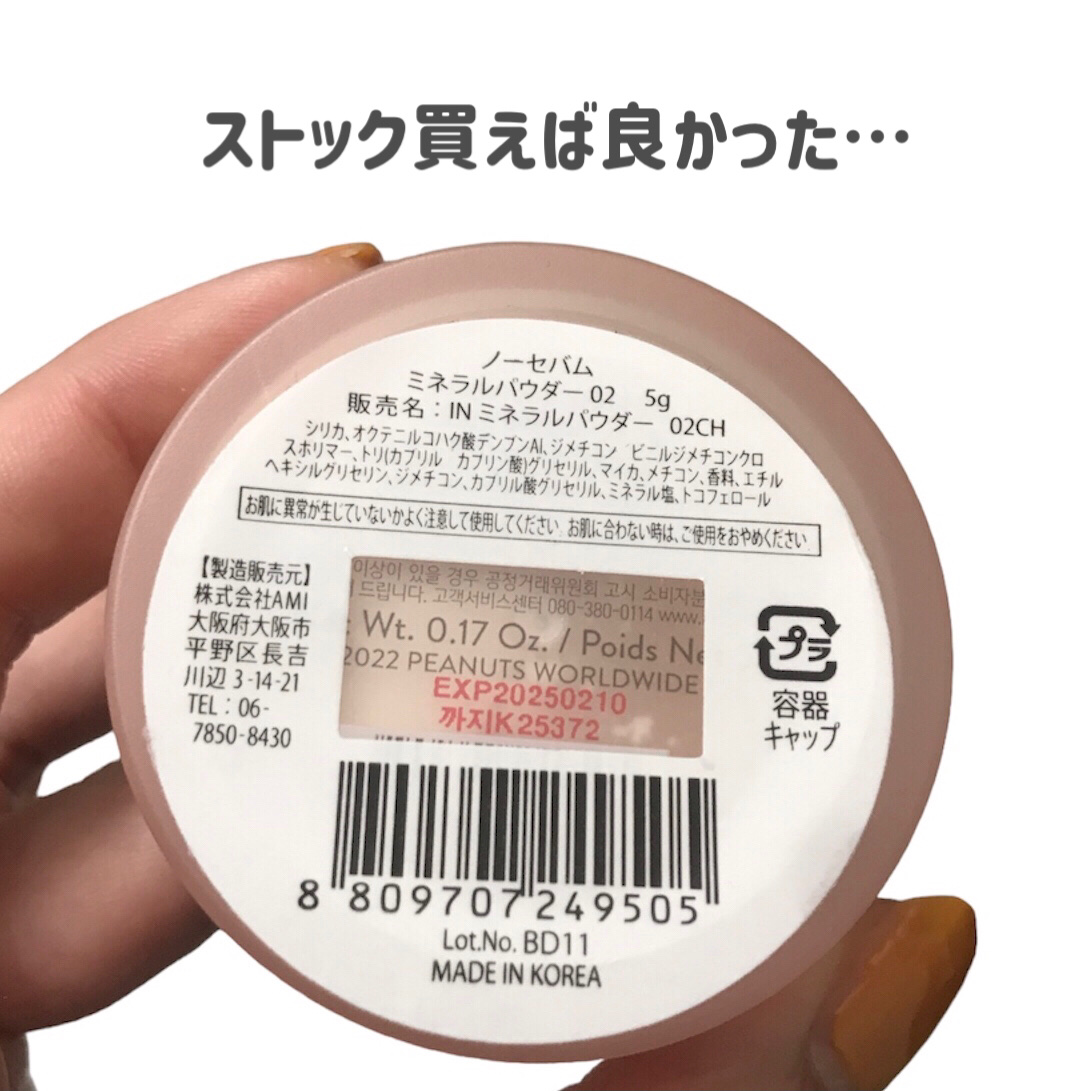 ストック買えば良かった…
ノーセバム
ミネラルパウダー 02 5g
販売名：IN ミネラルパウダー 02CH
シリカ、オクテニルコハク酸デンプンAl、ジメチコン ビニルジメチコンクロ
スポリマー、トリ(カプリル カプリン酸)グリセリル、マイカ、メチコン、香料、エチル
ヘキシルグリセリン、ジメチコン、カプリル酸グリセリル、ミネラル塩、トコフェロール
お肌に異常が生じていないかよく注意して使用してください お肌に合わない時は、ご使用をおやめください
【製造販売元】
株式会社AMI
大阪府大阪市
平野区長吉
川辺 3-14-21
TEL：06-
7850-8430
이상이 있을 경우 공정거래위원회 고시 소비자분
드립니다. 고객서비스센터 080-380-0114 www.
Wt. 0.17 Oz. / Poids Ne
2022 PEANUTS WORLDWIDE
EXP20250210
까지K25372
プラ
容器
キャップ
8 809707 249505
Lot.No. BD11
MADE IN KOREA